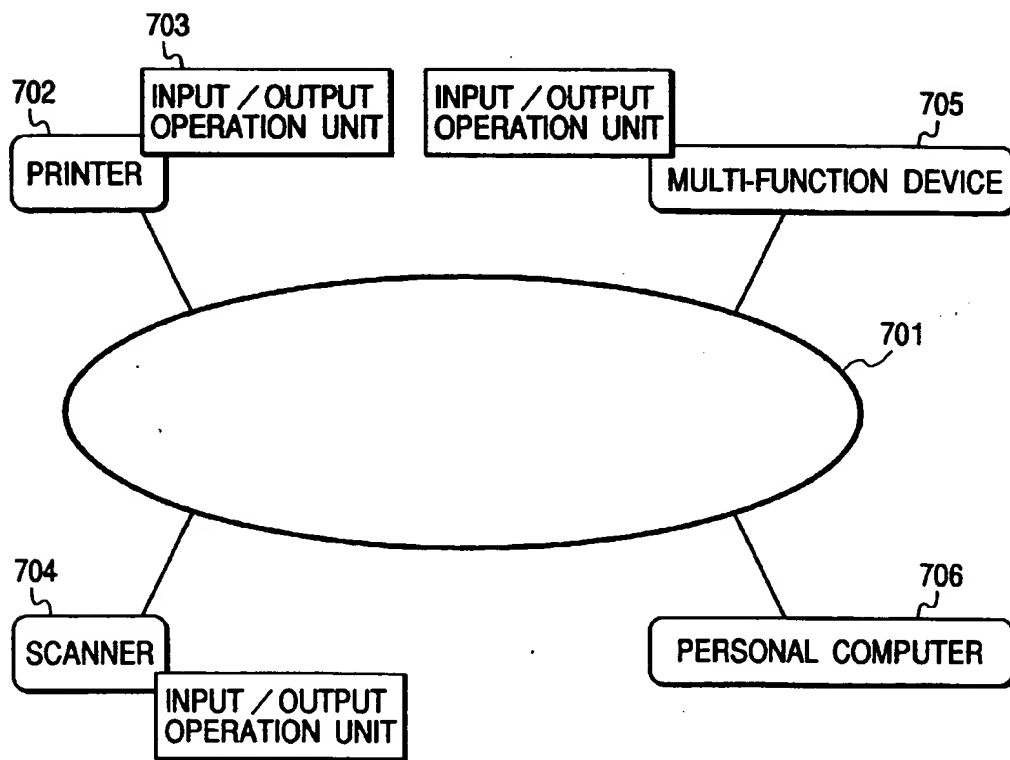 703
702
INPUT / OUTPUT
OPERATION UNIT
INPUT / OUTPUT
OPERATION UNIT
705
PRINTER
MULTI-FUNCTION DEVICE
701
704
706
SCANNER
PERSONAL COMPUTER
INPUT / OUTPUT
OPERATION UNIT